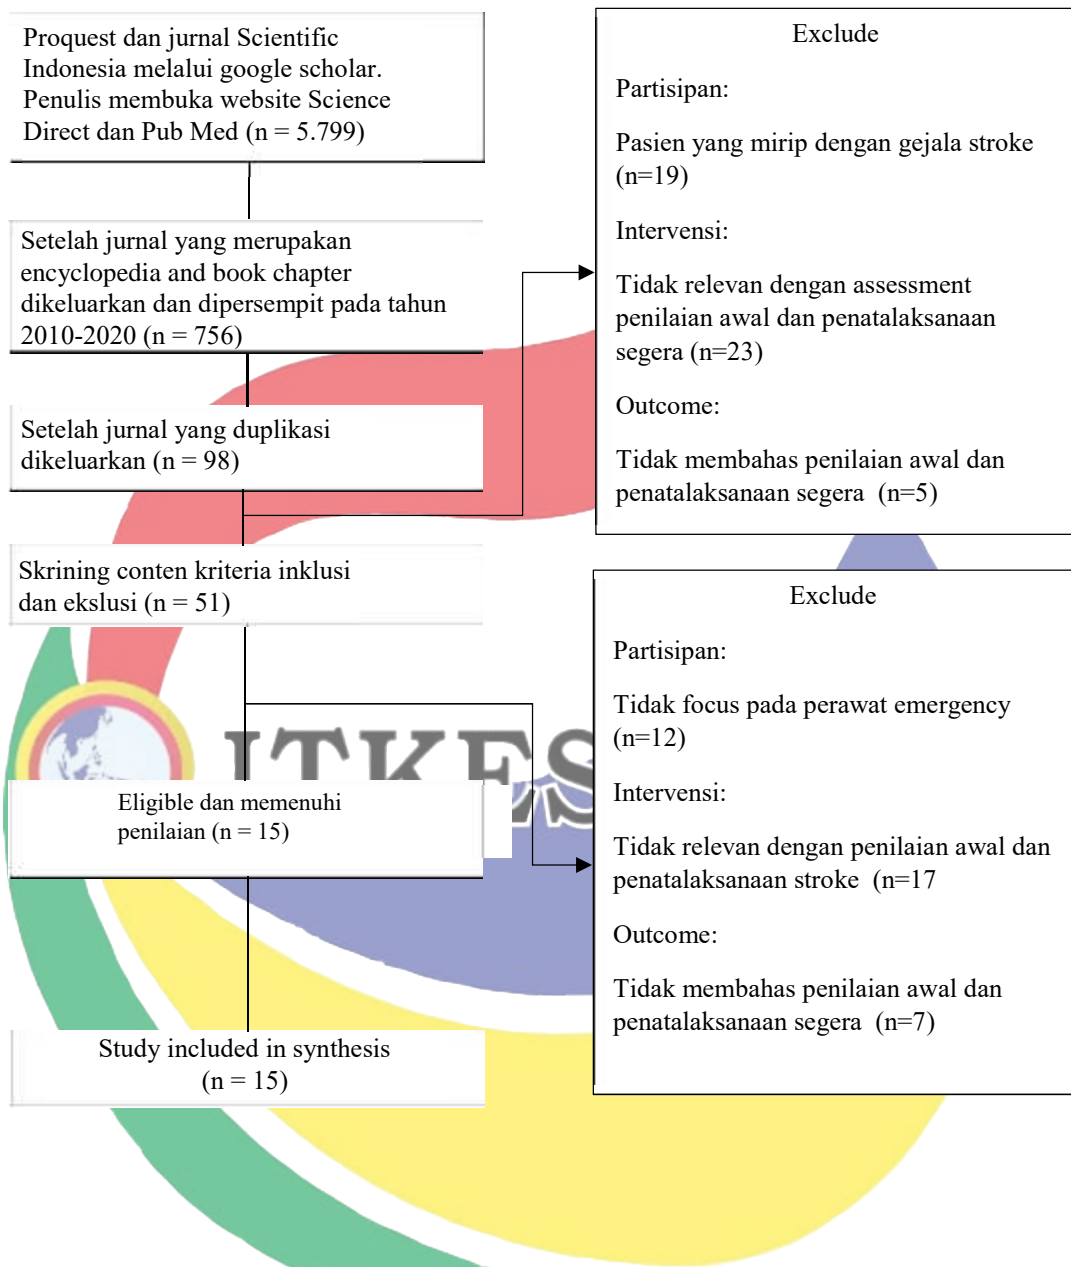 Proquest dan jurnal Scientific
Indonesia melalui google scholar.
Penulis membuka website Science
Direct dan Pub Med (n = 5.799)
Setelah jurnal yang merupakan
encyclopedia and book chapter
dikeluarkan dan dipersempit pada tahun
2010-2020 (n = 756)
Setelah jurnal yang duplikasi
dikeluarkan (n = 98)
Skrining conten kriteria inklusi
dan ekslusi (n = 51)
Eligible dan memenuhi
penilaian (n = 15)
Study included in synthesis
(n = 15)
Exclude
Partisipan:
Pasien yang mirip dengan gejala stroke
(n=19)
Intervensi:
Tidak relevan dengan assessment
penilaian awal dan penatalaksanaan
segera (n=23)
Outcome:
Tidak membahas penilaian awal dan
penatalaksanaan segera (n=5)
Exclude
Partisipan:
Tidak focus pada perawat emergency
(n=12)
Intervensi:
Tidak relevan dengan penilaian awal dan
penatalaksanaan stroke (n=17
Outcome:
Tidak membahas penilaian awal dan
penatalaksanaan segera (n=7)
ITKES